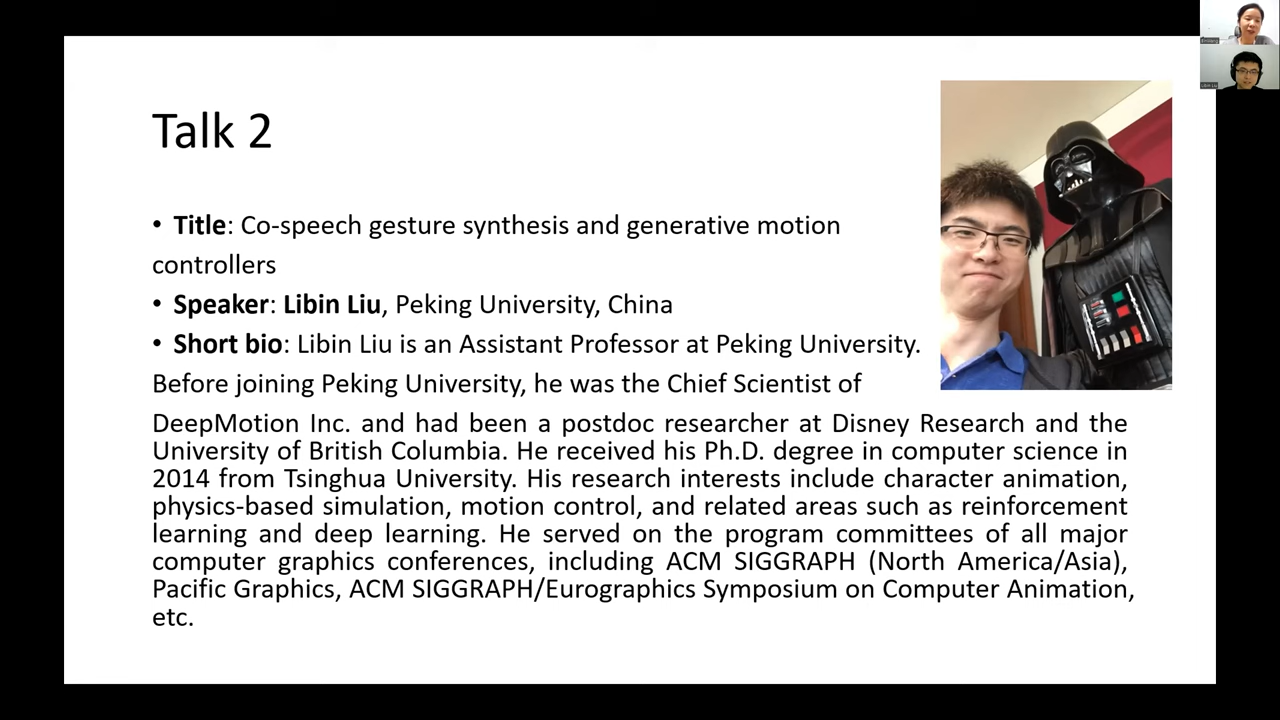 Talk 2
• Title: Co-speech gesture synthesis and generative motion
controllers
• Speaker: Libin Liu, Peking University, China
• Short bio: Libin Liu is an Assistant Professor at Peking University.
Before joining Peking University, he was the Chief Scientist of
DeepMotion Inc. and had been a postdoc researcher at Disney Research and the
University of British Columbia. He received his Ph.D. degree in computer science in
2014 from Tsinghua University. His research interests include character animation,
physics-based simulation, motion control, and related areas such as reinforcement
learning and deep learning. He served on the program committees of all major
computer graphics conferences, including ACM SIGGRAPH (North America/Asia),
Pacific Graphics, ACM SIGGRAPH/Eurographics Symposium on Computer Animation,
etc.
Libin Liu